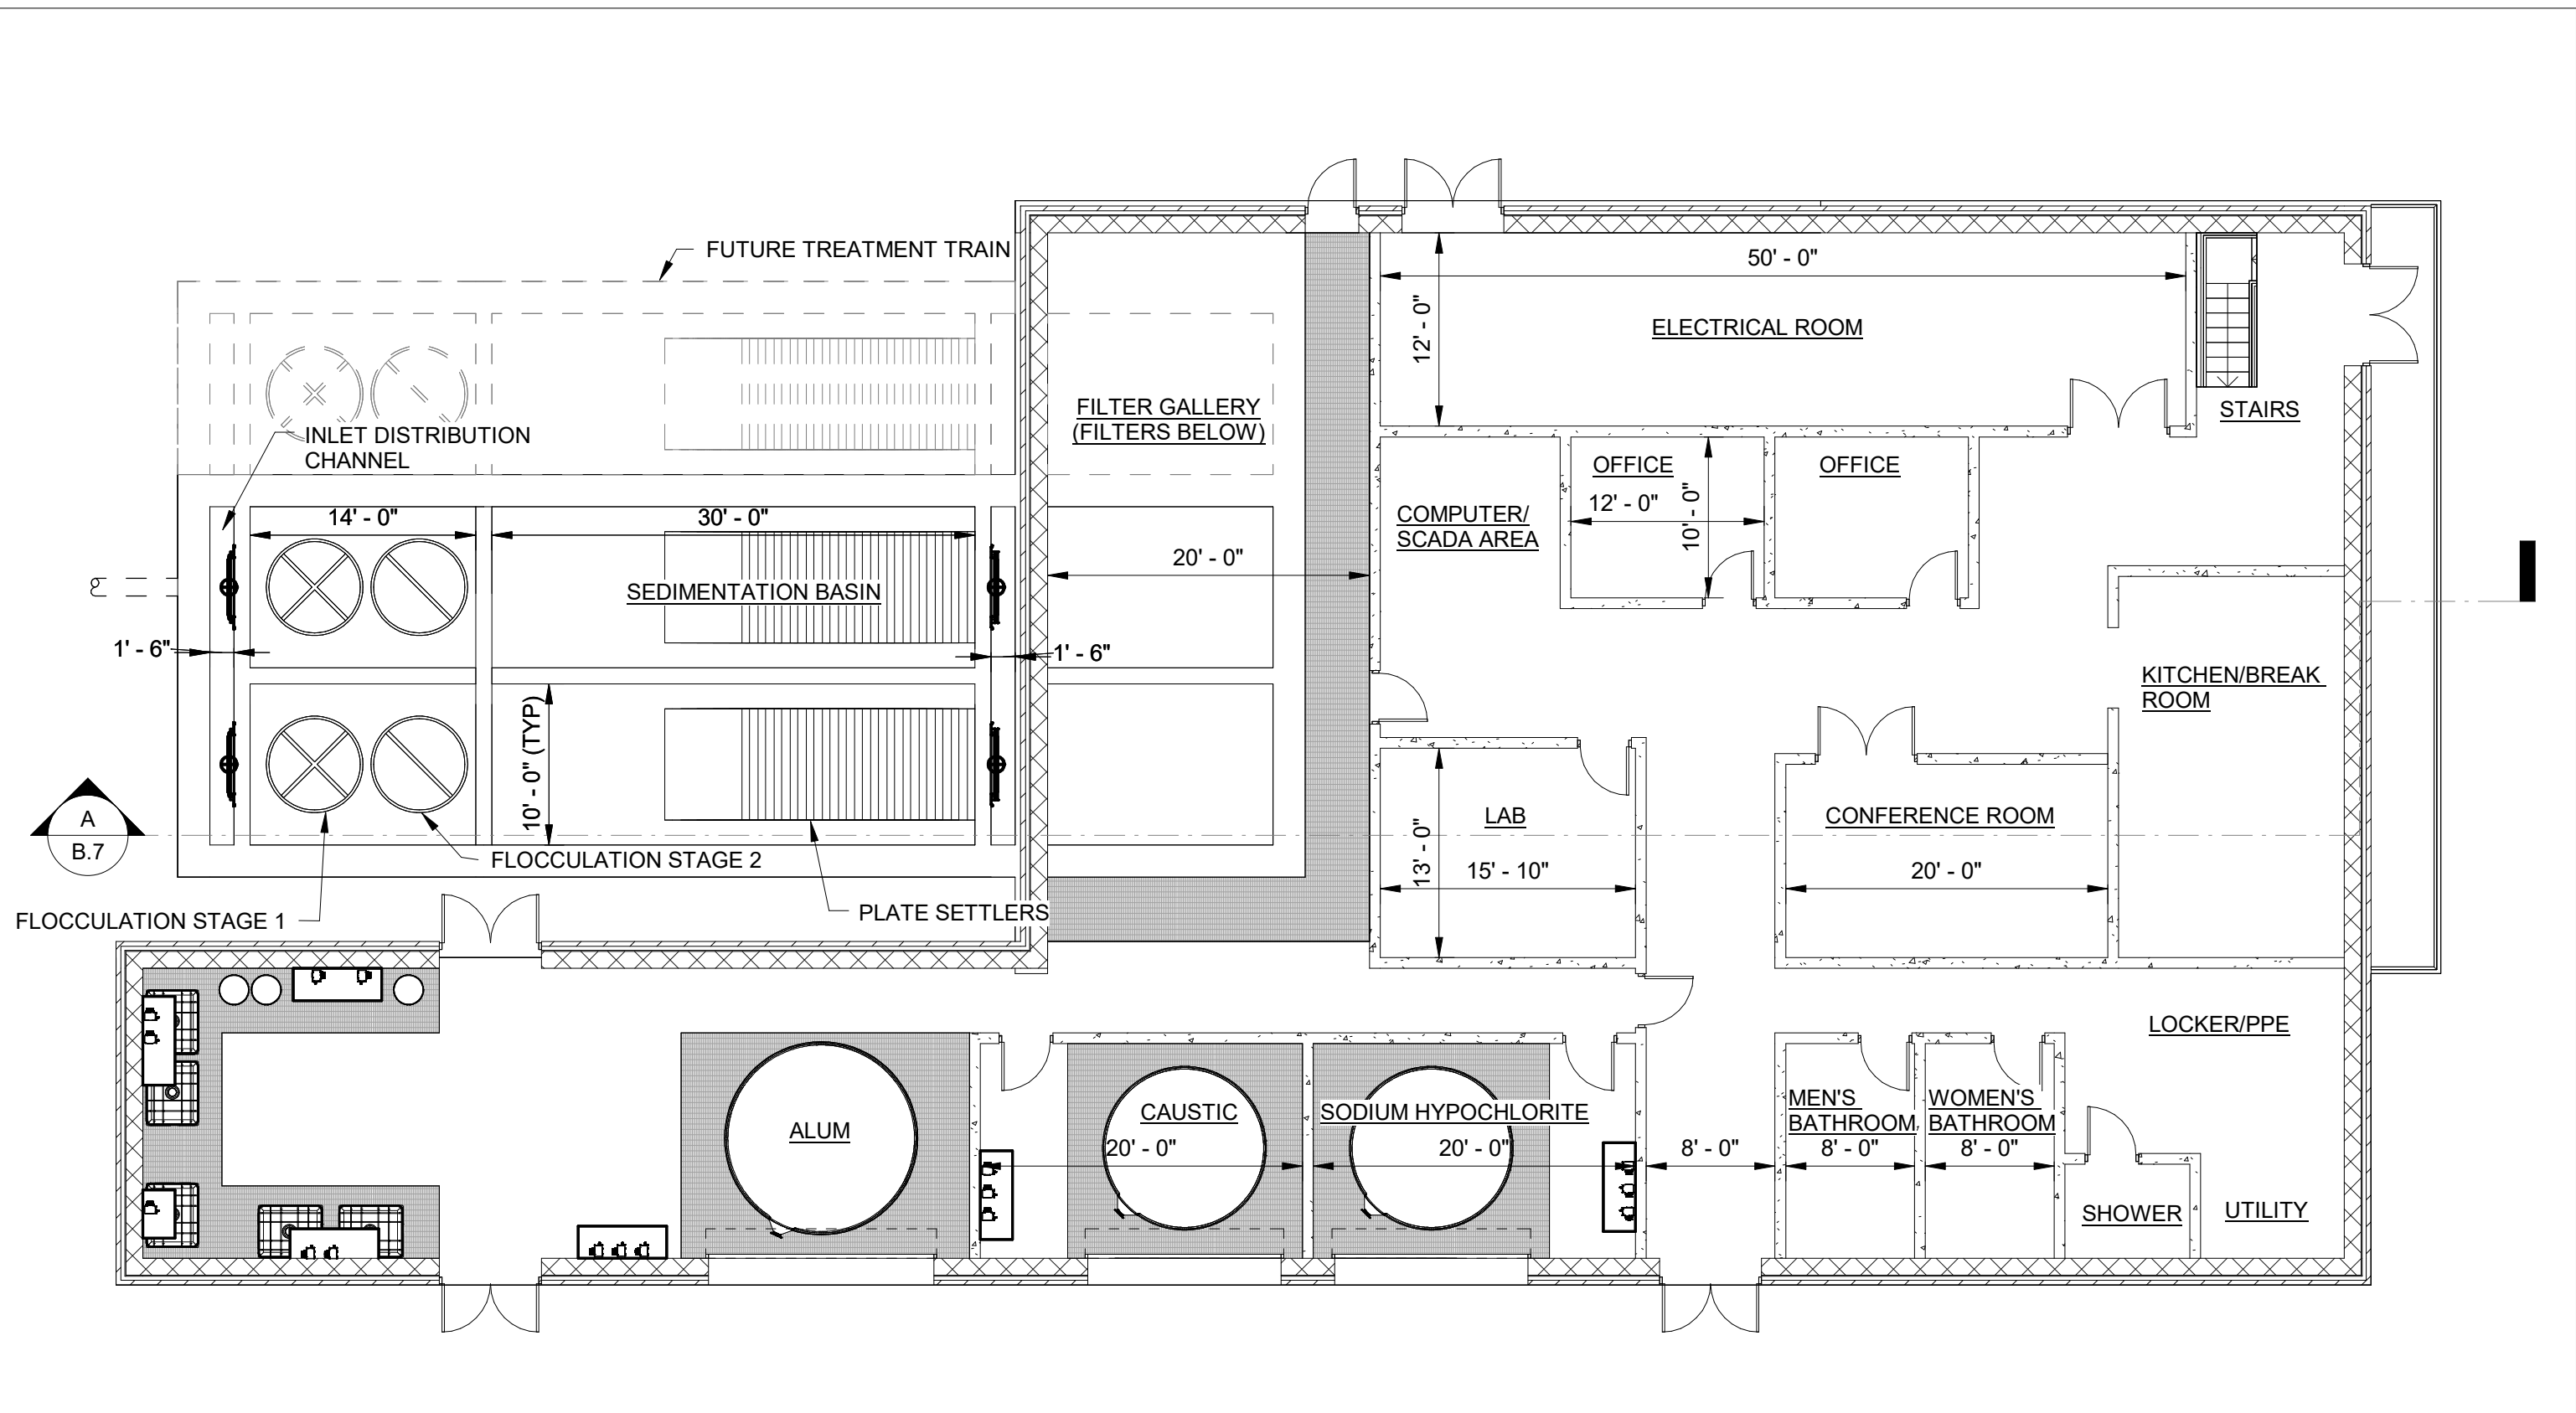 FUTURE TREATMENT TRAIN
50' - 0"
12' - 0"
ELECTRICAL ROOM
STAIRS
FILTER GALLERY
(FILTERS BELOW)
INLET DISTRIBUTION
CHANNEL
OFFICE
OFFICE
12' - 0"
10' - 0"
COMPUTER/
SCADA AREA
14' - 0"
30' - 0"
20' - 0"
SEDIMENTATION BASIN
1' - 6"
1' - 6"
KITCHEN/BREAK
ROOM
10' - 0" (TYP)
A
B.7
LAB
13' - 0"
15' - 10"
CONFERENCE ROOM
20' - 0"
FLOCCULATION STAGE 2
FLOCCULATION STAGE 1
PLATE SETTLERS
LOCKER/PPE
ALUM
CAUSTIC
20' - 0"
SODIUM HYPOCHLORITE
20' - 0"
8' - 0"
MEN'S
BATHROOM
8' - 0"
WOMEN'S
BATHROOM
8' - 0"
SHOWER
UTILITY